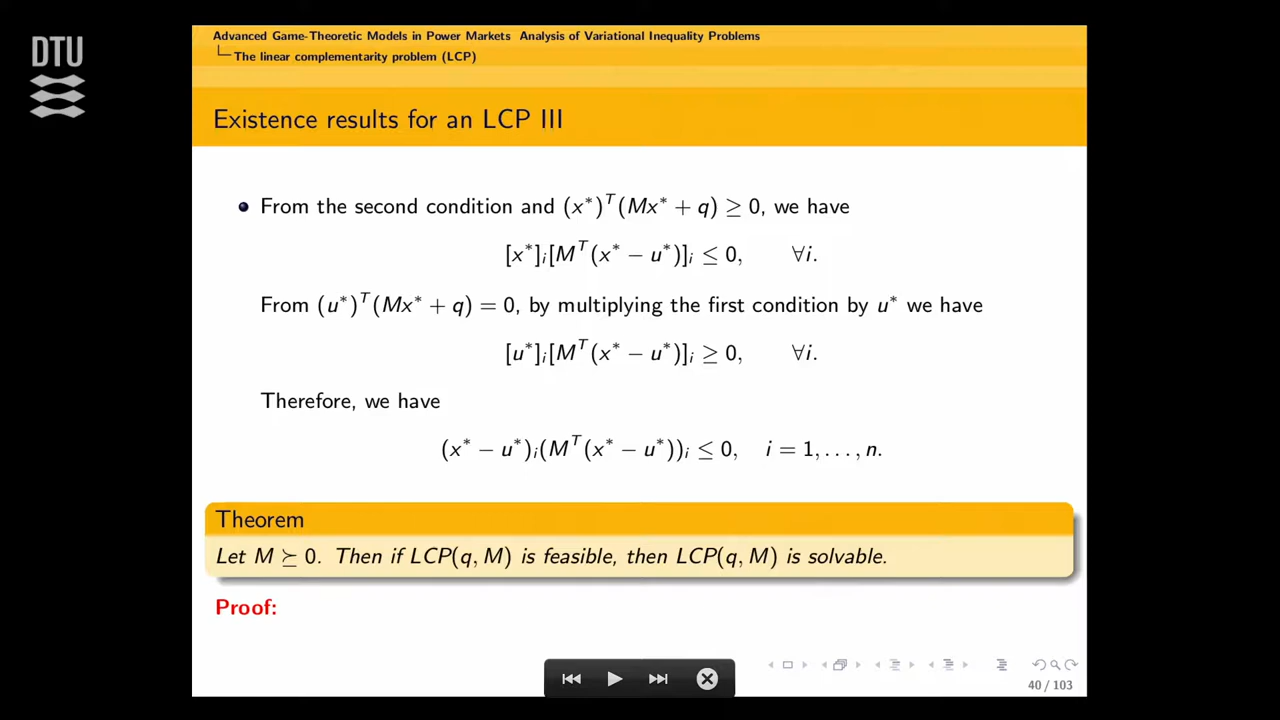 DTU
Advanced Game-Theoretic Models in Power Markets Analysis of Variational Inequality Problems
The linear complementarity problem (LCP)
Existence results for an LCP III
From the second condition and (x*)ᵀ(Mx* + q) ≥ 0, we have
[x*]ᵢ[Mᵀ(x* − u*)]ᵢ ≤ 0, ∀i.
From (u*)ᵀ(Mx* + q) = 0, by multiplying the first condition by u* we have
[u*]ᵢ[Mᵀ(x* − u*)]ᵢ ≥ 0, ∀i.
Therefore, we have
(x* − u*)ᵢ(Mᵀ(x* − u*))ᵢ ≤ 0, i = 1, . . . , n.
Theorem
Let M ⪰ 0. Then if LCP(q, M) is feasible, then LCP(q, M) is solvable.
Proof:
40 / 103